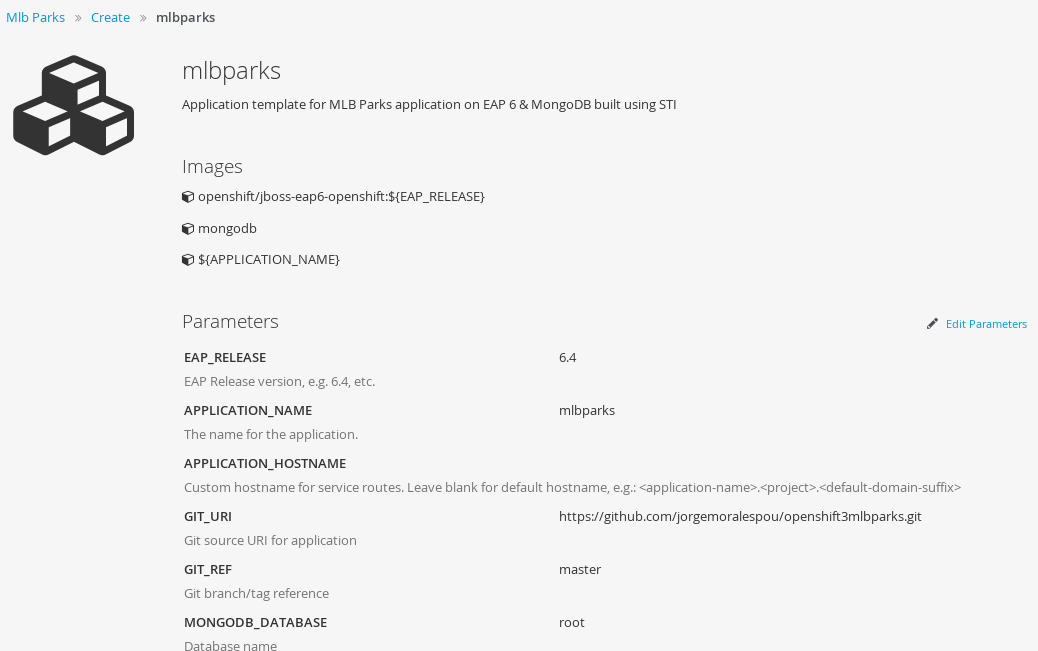 Mlb Parks » Create » mlbparks
mlbparks
Application template for MLB Parks application on EAP 6 & MongoDB built using STI
Images
openshift/jboss-eap6-openshift:${EAP_RELEASE}
mongodb
${APPLICATION_NAME}
Parameters Edit Parameters
EAP_RELEASE 6.4
EAP Release version, e.g. 6.4, etc.
APPLICATION_NAME mlbparks
The name for the application.
APPLICATION_HOSTNAME
Custom hostname for service routes. Leave blank for default hostname, e.g.: <application-name>.<project>.<default-domain-suffix>
GIT_URI https://github.com/jorgemoralespou/openshift3mlbparks.git
Git source URI for application
GIT_REF master
Git branch/tag reference
MONGODB_DATABASE root
Database name